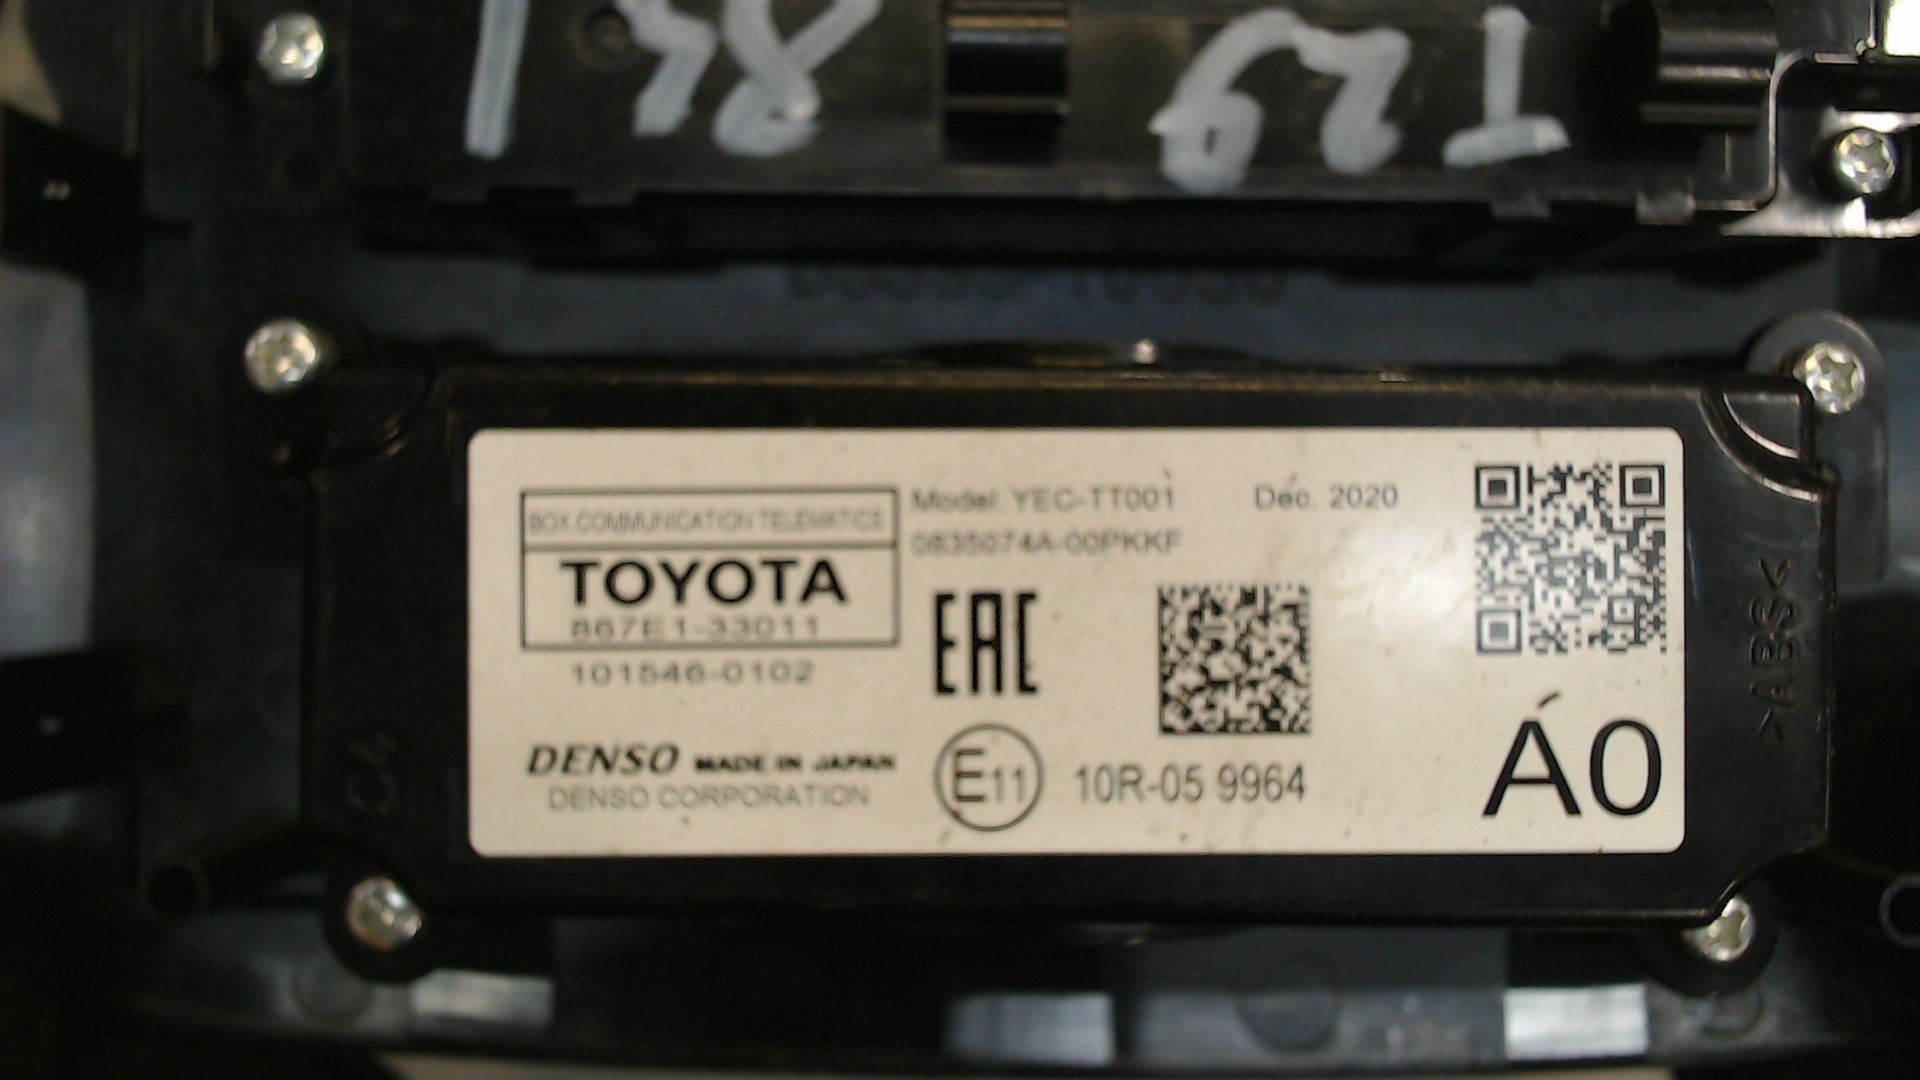 BOX COMMUNICATION TELEMATICS
TOYOTA
867E1-33011
101546-0102
DENSO MADE IN JAPAN
DENSO CORPORATION
Model: YEC-TT001
Dec. 2020
0835074A-00PKKF
EAC
E11
10R-05 9964
A0
>ABS<
T29